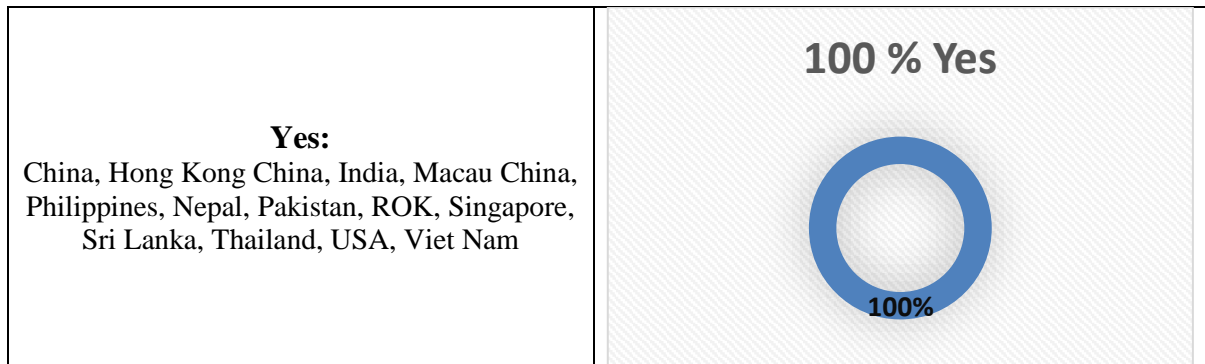 Yes:
China, Hong Kong China, India, Macau China,
Philippines, Nepal, Pakistan, ROK, Singapore,
Sri Lanka, Thailand, USA, Viet Nam
100 % Yes
100%